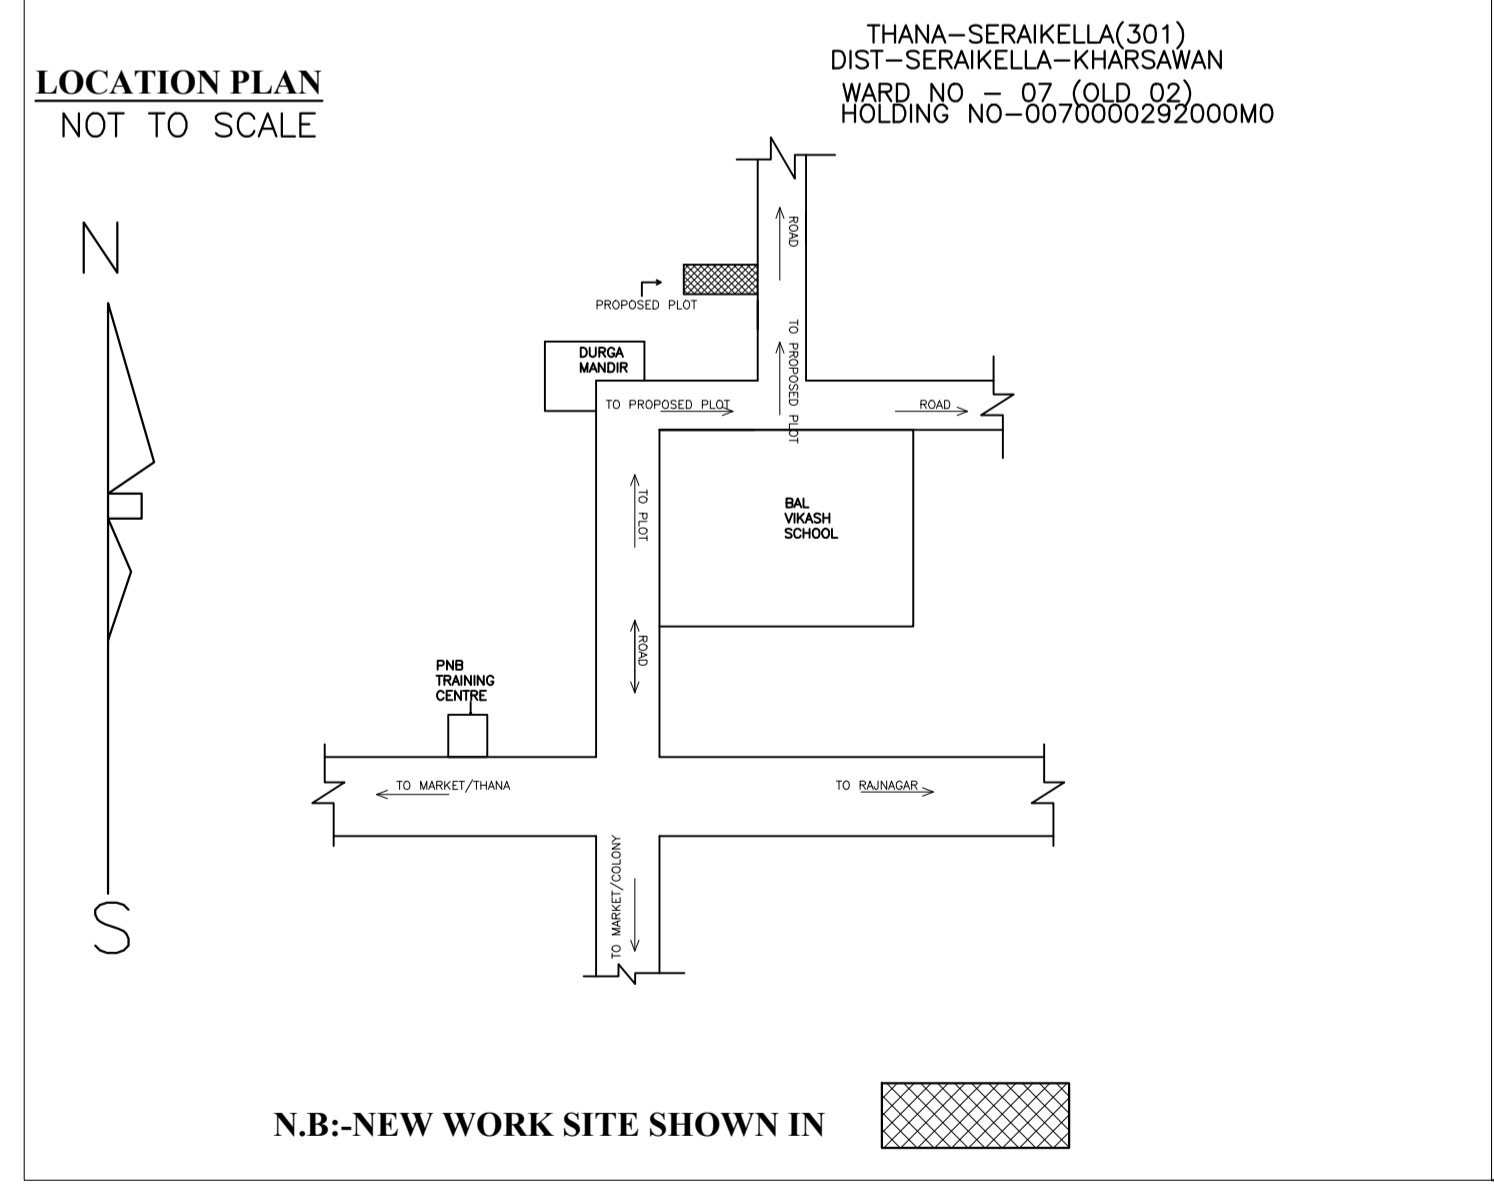 THANA-SERAIKELLA(301)
DIST-SERAIKELLA-KHARSAWAN
WARD NO - 07 (OLD 02)
HOLDING NO-0070000292000M0
LOCATION PLAN
NOT TO SCALE
N
ROAD
PROPOSED PLOT
TO PROPOSED PLOT
DURGA
MANDIR
TO PROPOSED PLOT
ROAD
TO PLOT
BAL
VIKASH
SCHOOL
ROAD
PNB
TRAINING
CENTRE
TO MARKET/THANA
TO RAJNAGAR
TO MARKET/COLONY
S
N.B:-NEW WORK SITE SHOWN IN